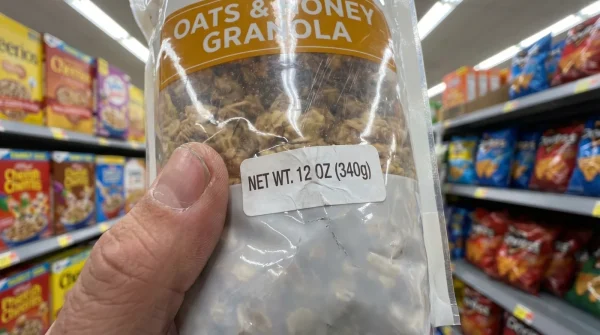 OATS & HONEY
GRANOLA
NET WT. 12 OZ (340g)